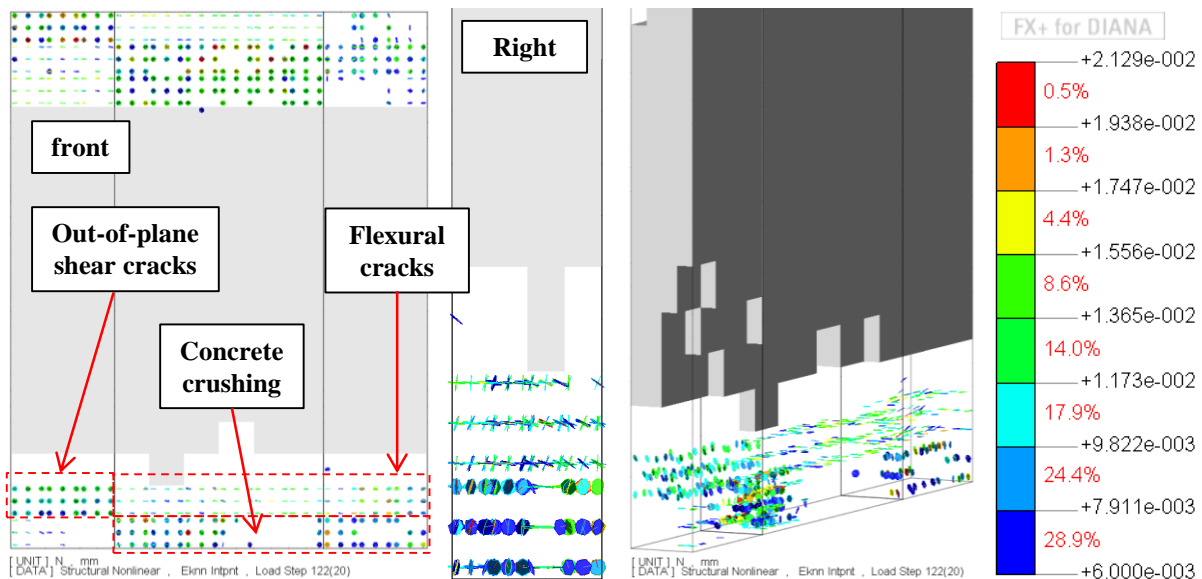 front
Out-of-plane
shear cracks
Flexural
cracks
Concrete
crushing
[ UNIT ] N , mm
[ DATA ] Structural Nonlinear , Eknn Intpnt , Load Step 122(20)
Right
[ UNIT ] N , mm
[ DATA ] Structural Nonlinear , Eknn Intpnt , Load Step 122(20)
FX+ for DIANA
+2.129e-002
0.5%
+1.938e-002
1.3%
+1.747e-002
4.4%
+1.556e-002
8.6%
+1.365e-002
14.0%
+1.173e-002
17.9%
+9.822e-003
24.4%
+7.911e-003
28.9%
+6.000e-003